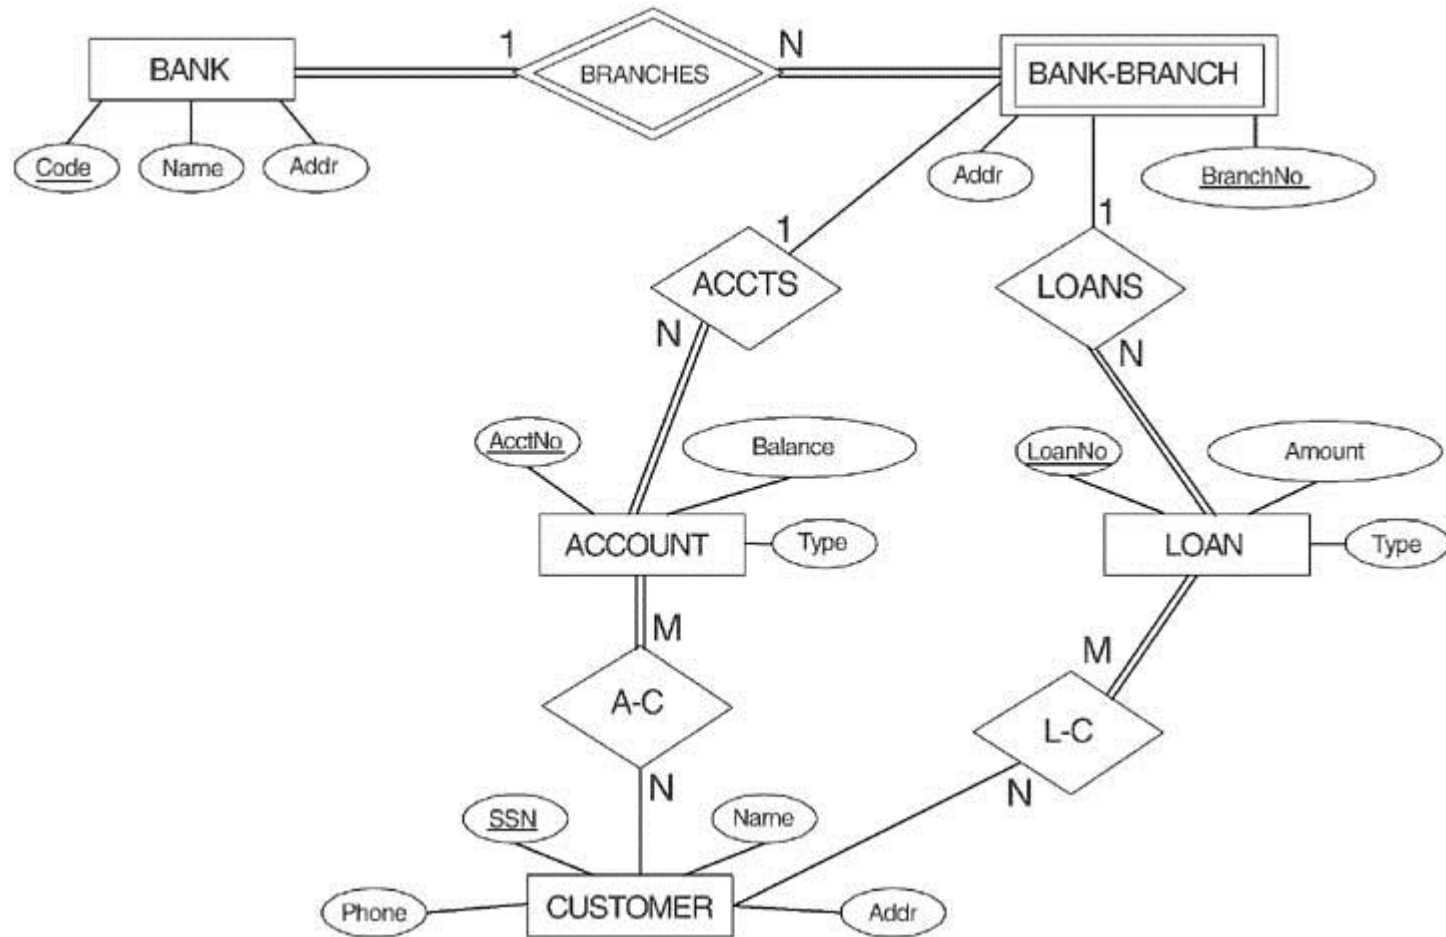 1
N
BANK
BRANCHES
BANK-BRANCH
Code
Name
Addr
Addr
BranchNo
1
1
ACCTS
LOANS
N
N
AcctNo
Balance
LoanNo
Amount
ACCOUNT
Type
LOAN
Type
M
M
A-C
L-C
N
N
SSN
Name
Phone
CUSTOMER
Addr